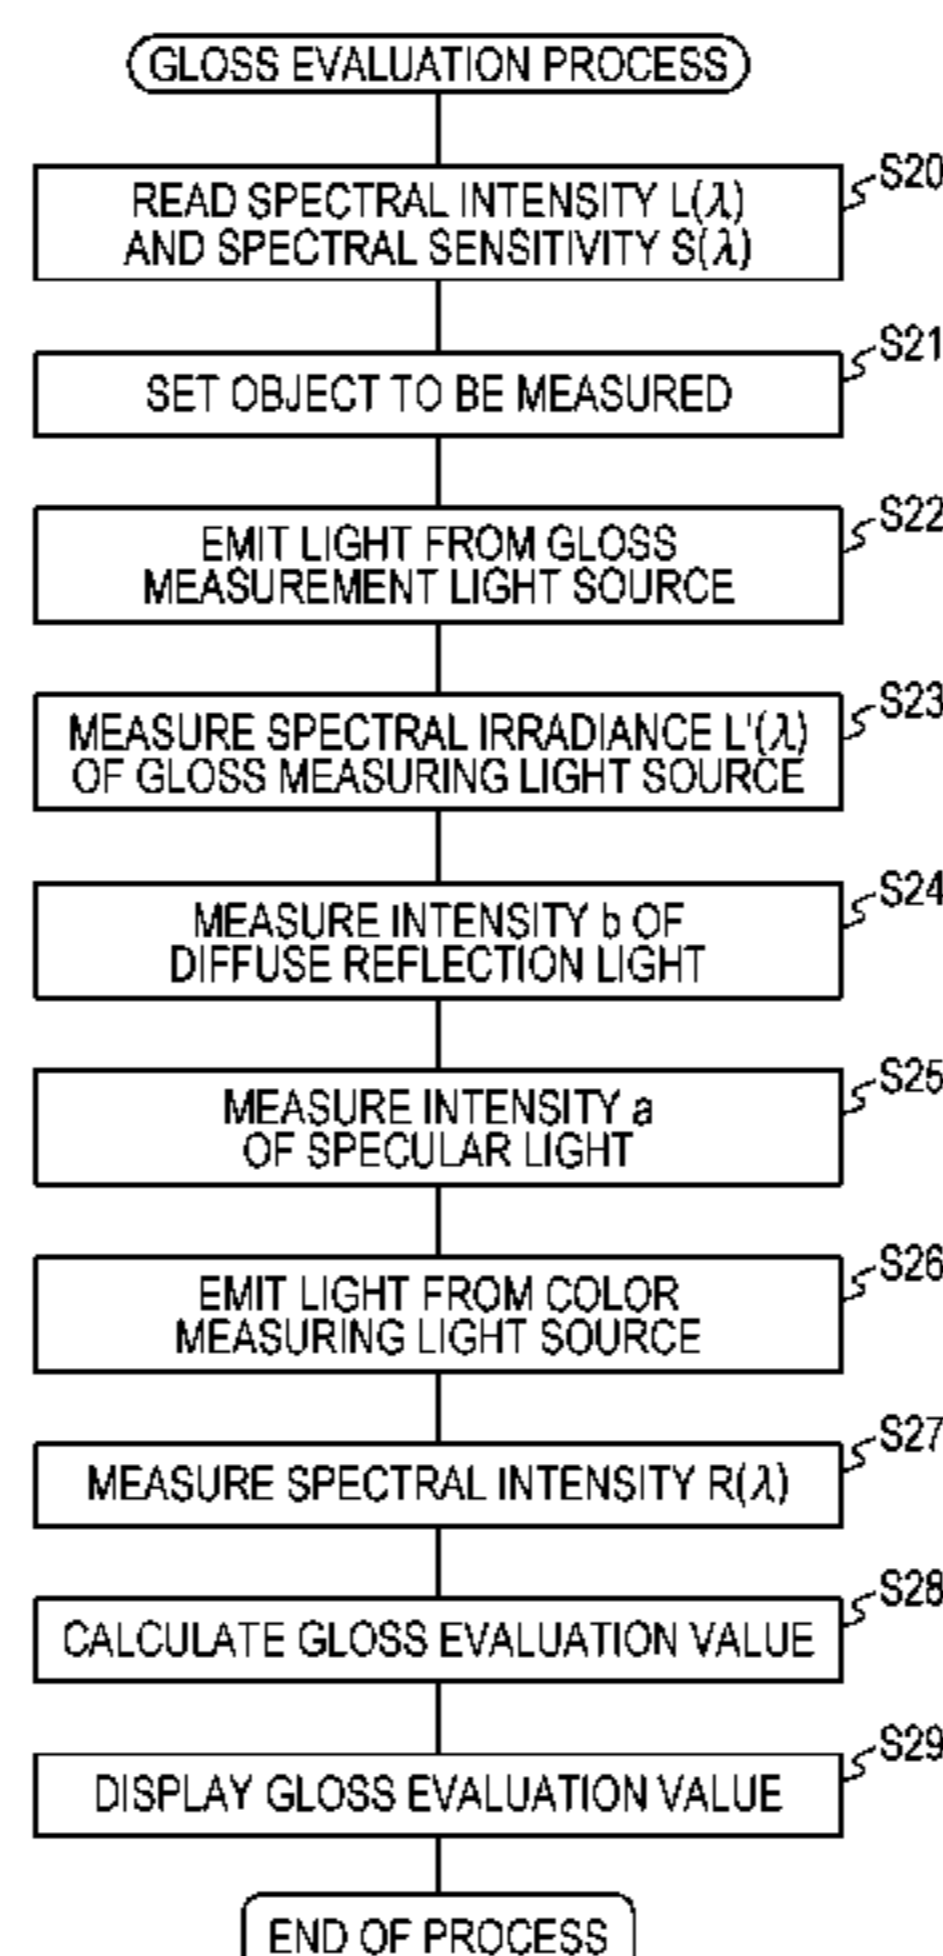 GLOSS EVALUATION PROCESS
S20
READ SPECTRAL INTENSITY L(λ)
AND SPECTRAL SENSITIVITY S(λ)
S21
SET OBJECT TO BE MEASURED
S22
EMIT LIGHT FROM GLOSS
MEASUREMENT LIGHT SOURCE
S23
MEASURE SPECTRAL IRRADIANCE L'(λ)
OF GLOSS MEASURING LIGHT SOURCE
S24
MEASURE INTENSITY b OF
DIFFUSE REFLECTION LIGHT
S25
MEASURE INTENSITY a
OF SPECULAR LIGHT
S26
EMIT LIGHT FROM COLOR
MEASURING LIGHT SOURCE
S27
MEASURE SPECTRAL INTENSITY R(λ)
S28
CALCULATE GLOSS EVALUATION VALUE
S29
DISPLAY GLOSS EVALUATION VALUE
END OF PROCESS